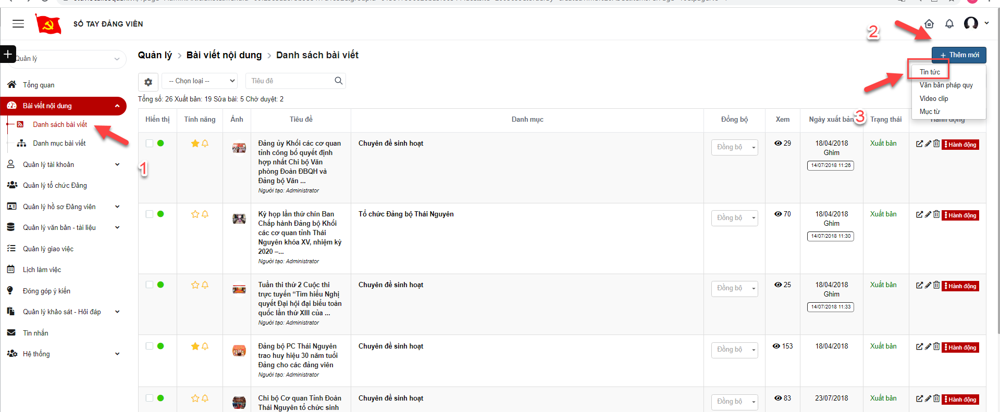 SỔ TAY ĐẢNG VIÊN
2
Quản lý
Quản lý > Bài viết nội dung > Danh sách bài viết
+ Thêm mới
Tin tức
Văn bản pháp quy
Video clip
Mục từ
-- Chọn loại --
Tiêu đề
Tổng số: 26 Xuất bản: 19 Sửa bài: 5 Chờ duyệt: 2
Tổng quan
Bài viết nội dung
Danh sách bài viết
Danh mục bài viết
Quản lý tài khoản
Quản lý tổ chức Đảng
Quản lý hồ sơ Đảng viên
Quản lý văn bản - tài liệu
Quản lý giao việc
Lịch làm việc
Đóng góp ý kiến
Quản lý khảo sát - Hỏi đáp
Tin nhắn
Hệ thống
1
3
Hiển thị Tính năng Ảnh Tiêu đề Danh mục Đồng bộ Xem Ngày xuất bản Trạng thái Hành động
Đảng ủy Khối các cơ quan
tỉnh công bố quyết định
hợp nhất Chi bộ Văn
phòng Đoàn ĐBQH và
Đảng bộ Văn ...
Người tạo: Administrator
Chuyên đề sinh hoạt
Đồng bộ
29
18/04/2018
Ghim
14/07/2018 11:26
Xuất bản
Hành động
Kỳ họp lần thứ chín Ban
Chấp hành Đảng bộ Khối
các cơ quan tỉnh Thái
Nguyên khóa XV, nhiệm kỳ
2020 –...
Người tạo: Administrator
Tổ chức Đảng bộ Thái Nguyên
Đồng bộ
70
18/04/2018
Ghim
14/07/2018 11:30
Xuất bản
Hành động
Tuần thi thứ 2 Cuộc thi
trực tuyến “Tìm hiểu Nghị
quyết Đại hội đại biểu toàn
quốc lần thứ XIII của ...
Người tạo: Administrator
Chuyên đề sinh hoạt
Đồng bộ
25
18/04/2018
Ghim
14/07/2018 11:33
Xuất bản
Hành động
Đảng bộ PC Thái Nguyên
trao huy hiệu 30 năm tuổi
Đảng cho các đảng viên
Người tạo: Administrator
Chuyên đề sinh hoạt
Đồng bộ
153
18/04/2018
Xuất bản
Hành động
Chi bộ Cơ quan Tỉnh Đoàn
Thái Nguyên tổ chức sinh
Chuyên đề sinh hoạt
Đồng bộ
83
23/07/2018
Xuất bản
Hành động